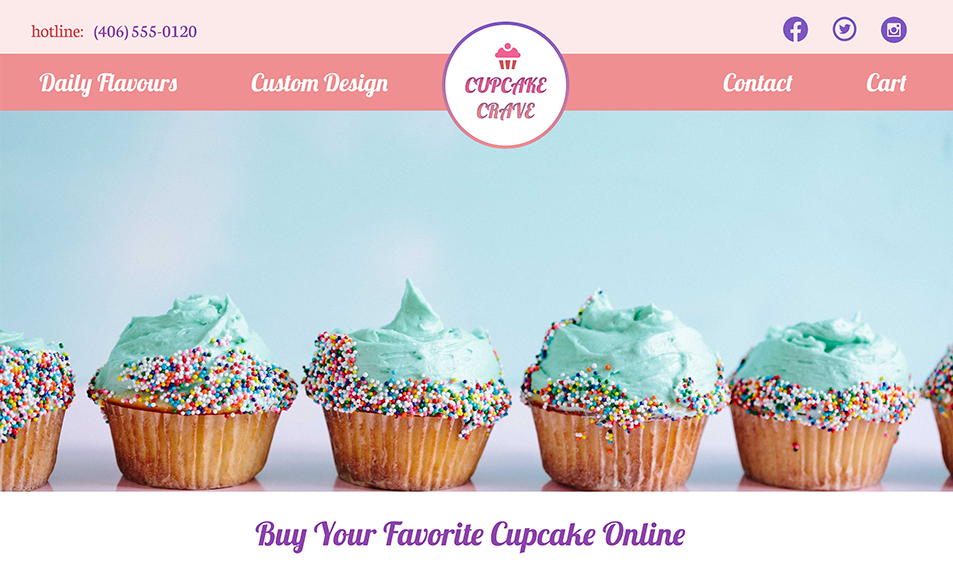 hotline: (406) 555-0120
Daily Flavours Custom Design
CUPCAKE
CRAVE
Contact Cart
Buy Your Favorite Cupcake Online